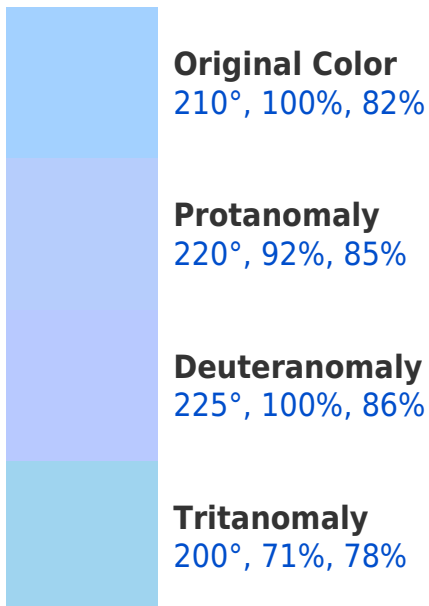 Original Color
210°, 100%, 82%
Protanomaly
220°, 92%, 85%
Deuteranomaly
225°, 100%, 86%
Tritanomaly
200°, 71%, 78%